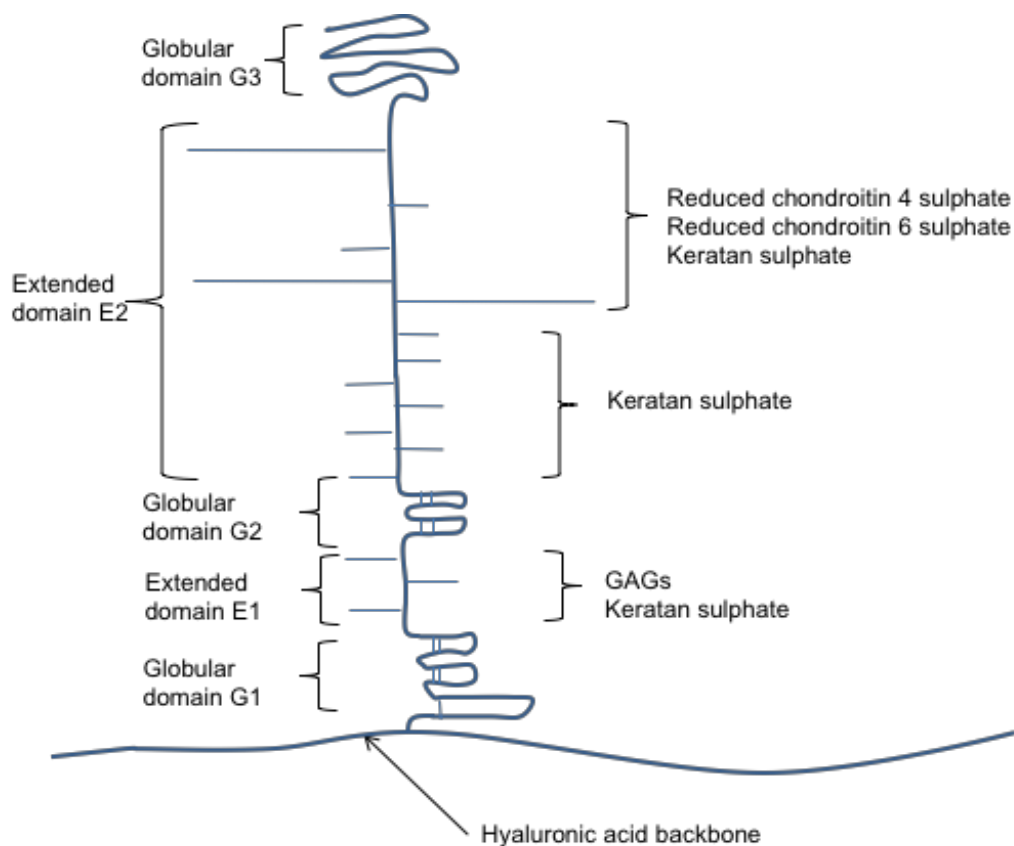 Globular
domain G3
Reduced chondroitin 4 sulphate
Reduced chondroitin 6 sulphate
Keratan sulphate
Extended
domain E2
Keratan sulphate
Globular
domain G2
Extended
domain E1
GAGs
Keratan sulphate
Globular
domain G1
Hyaluronic acid backbone